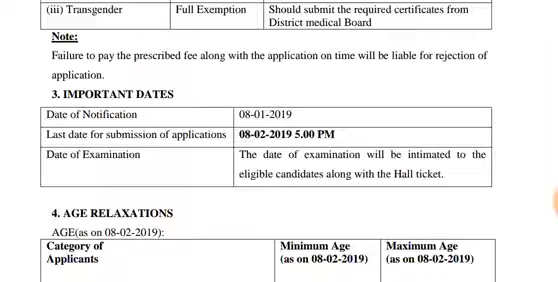 (iii) Transgender Full Exemption Should submit the required certificates from
District medical Board
Note:
Failure to pay the prescribed fee along with the application on time will be liable for rejection of
application.
3. IMPORTANT DATES
Date of Notification 08-01-2019
Last date for submission of applications 08-02-2019 5.00 PM
Date of Examination The date of examination will be intimated to the
eligible candidates along with the Hall ticket.
4. AGE RELAXATIONS
AGE(as on 08-02-2019):
Category of Minimum Age Maximum Age
Applicants (as on 08-02-2019) (as on 08-02-2019)